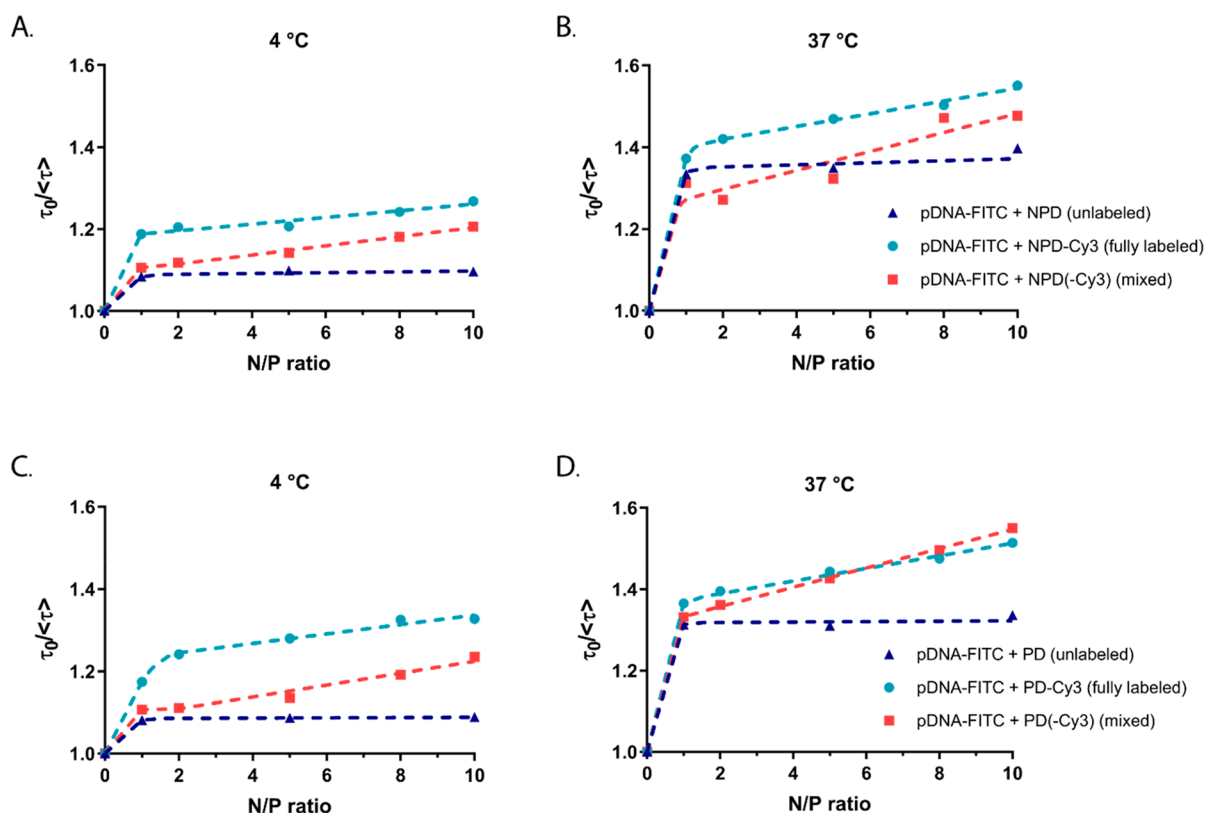 A.
4 °C
τ0/<τ>
1.6
1.4
1.2
1.0
0 2 4 6 8 10
N/P ratio
B.
37 °C
τ0/<τ>
1.6
1.4
1.2
1.0
0 2 4 6 8 10
N/P ratio
pDNA-FITC + NPD (unlabeled)
pDNA-FITC + NPD-Cy3 (fully labeled)
pDNA-FITC + NPD(-Cy3) (mixed)
C.
4 °C
τ0/<τ>
1.6
1.4
1.2
1.0
0 2 4 6 8 10
N/P ratio
D.
37 °C
τ0/<τ>
1.6
1.4
1.2
1.0
0 2 4 6 8 10
N/P ratio
pDNA-FITC + PD (unlabeled)
pDNA-FITC + PD-Cy3 (fully labeled)
pDNA-FITC + PD(-Cy3) (mixed)